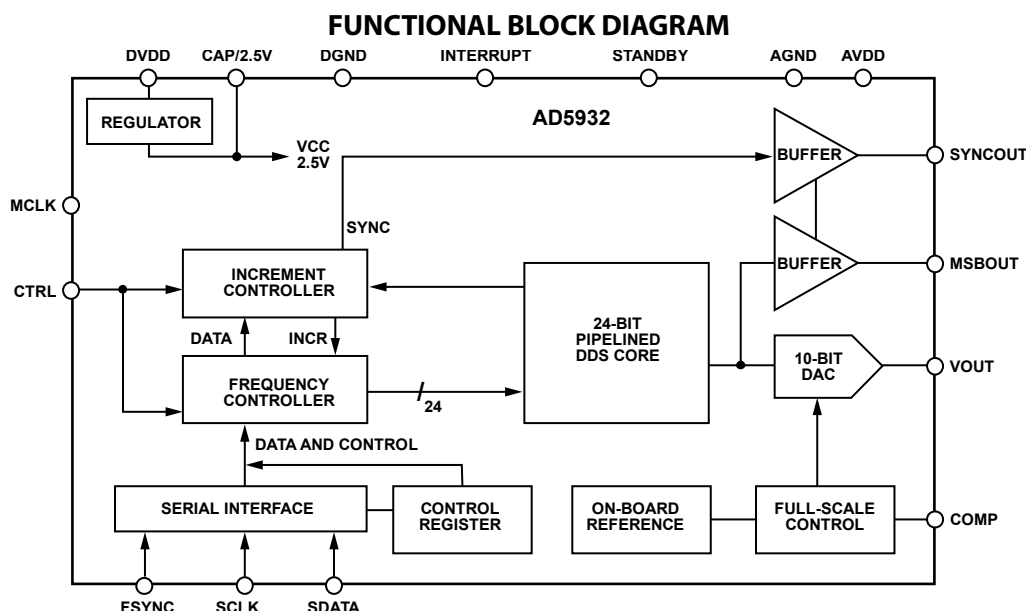 FUNCTIONAL BLOCK DIAGRAM
DVDD
CAP/2.5V
DGND
INTERRUPT
STANDBY
AGND
AVDD
REGULATOR
VCC
2.5V
AD5932
BUFFER
SYNCOUT
MCLK
SYNC
CTRL
INCREMENT
CONTROLLER
BUFFER
MSBOUT
DATA
INCR
24-BIT
PIPELINED
DDS CORE
10-BIT
DAC
VOUT
FREQUENCY
CONTROLLER
24
DATA AND CONTROL
SERIAL INTERFACE
CONTROL
REGISTER
ON-BOARD
REFERENCE
FULL-SCALE
CONTROL
COMP
FSYNC
SCLK
SDATA